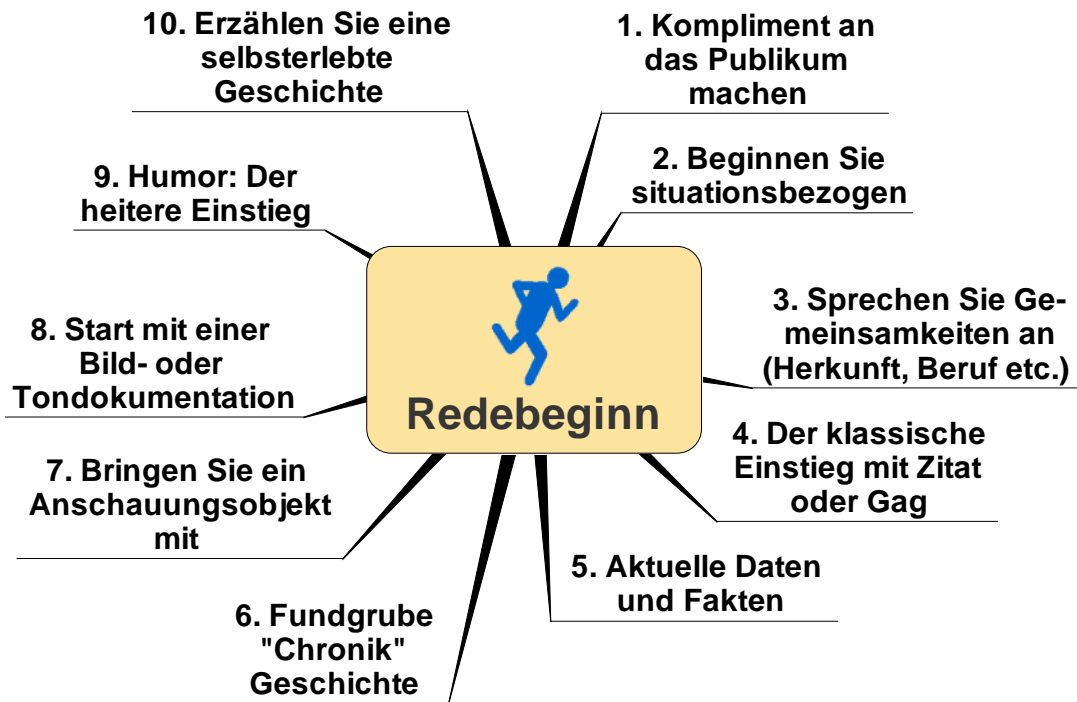 Redebeginn
1. Kompliment an
das Publikum
machen
2. Beginnen Sie
situationsbezogen
3. Sprechen Sie Ge-
meinsamkeiten an
(Herkunft, Beruf etc.)
4. Der klassische
Einstieg mit Zitat
oder Gag
5. Aktuelle Daten
und Fakten
6. Fundgrube
"Chronik"
Geschichte
7. Bringen Sie ein
Anschauungsobjekt
mit
8. Start mit einer
Bild- oder
Tondokumentation
9. Humor: Der
heitere Einstieg
10. Erzählen Sie eine
selbsterlebte
Geschichte